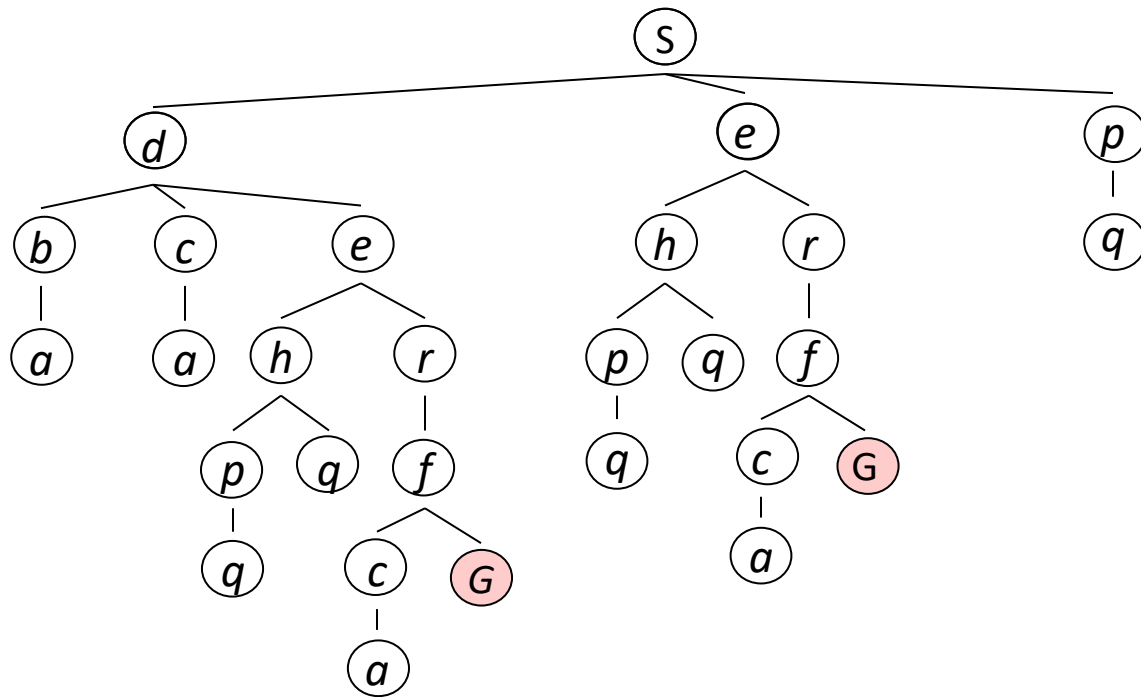 S
d e p
b c e h r q
a a h r p q f
p q f q c G
q c G a
a